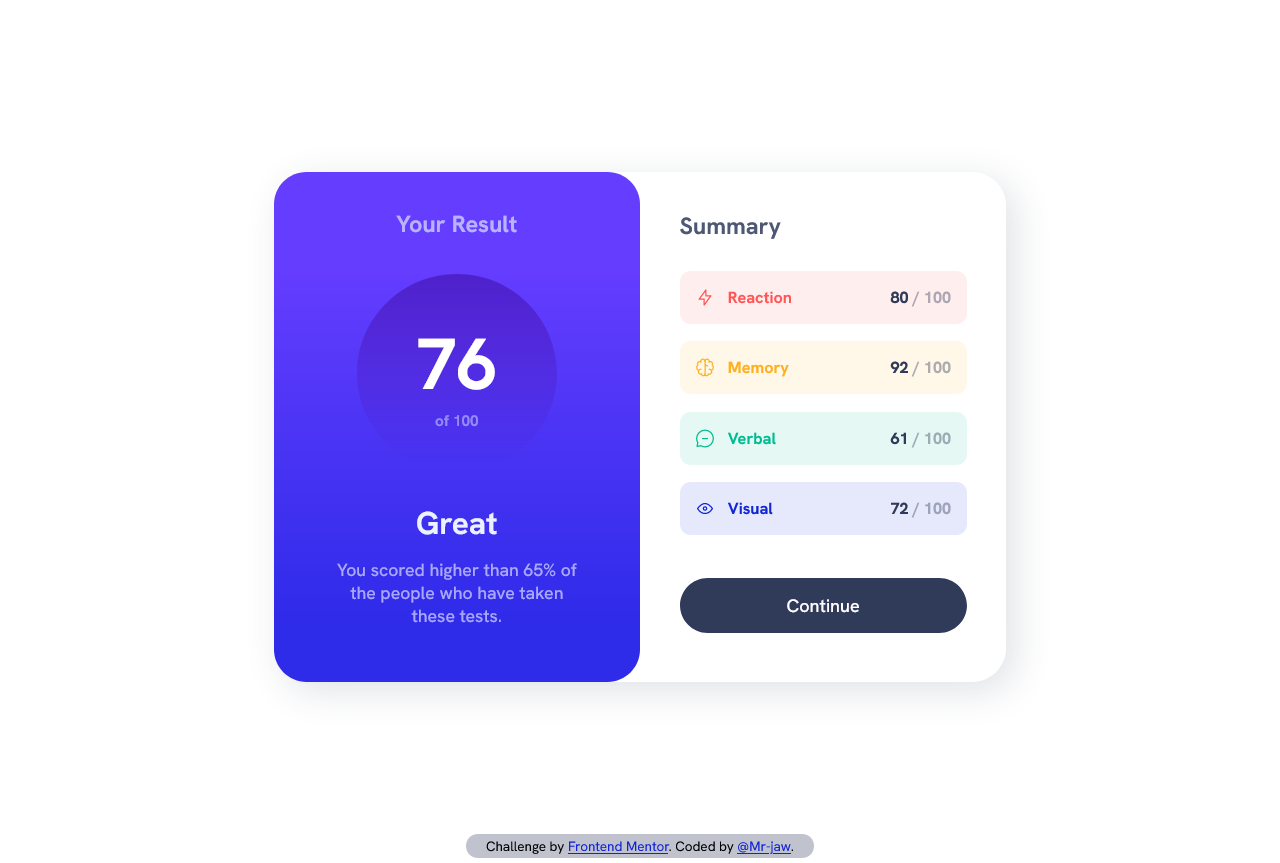 Your Result
76
of 100
Great
You scored higher than 65% of
the people who have taken
these tests.
Summary
Reaction 80 / 100
Memory 92 / 100
Verbal 61 / 100
Visual 72 / 100
Continue
Challenge by Frontend Mentor. Coded by @Mr-jaw.